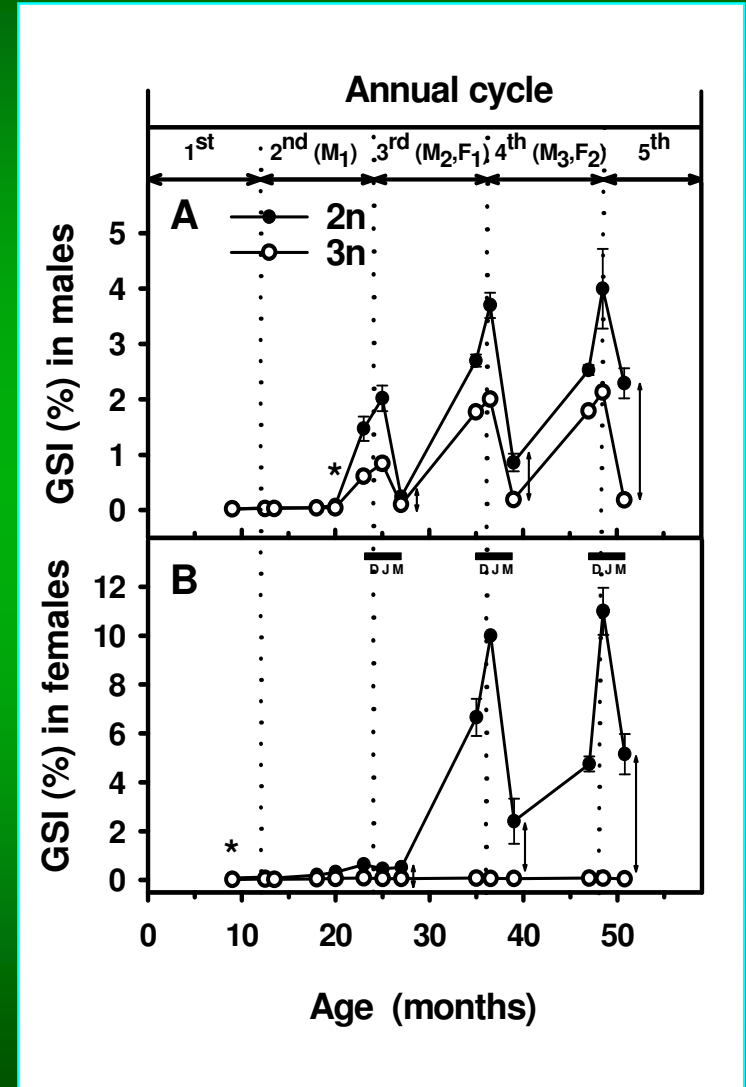 Annual cycle
1st 2nd (M1) 3rd (M2,F1) 4th (M3,F2) 5th
A
2n
3n
GSI (%) in males
5
4
3
2
1
0
*
B
D J M D J M D J M
GSI (%) in females
12
10
8
6
4
2
0
*
0 10 20 30 40 50
Age (months)